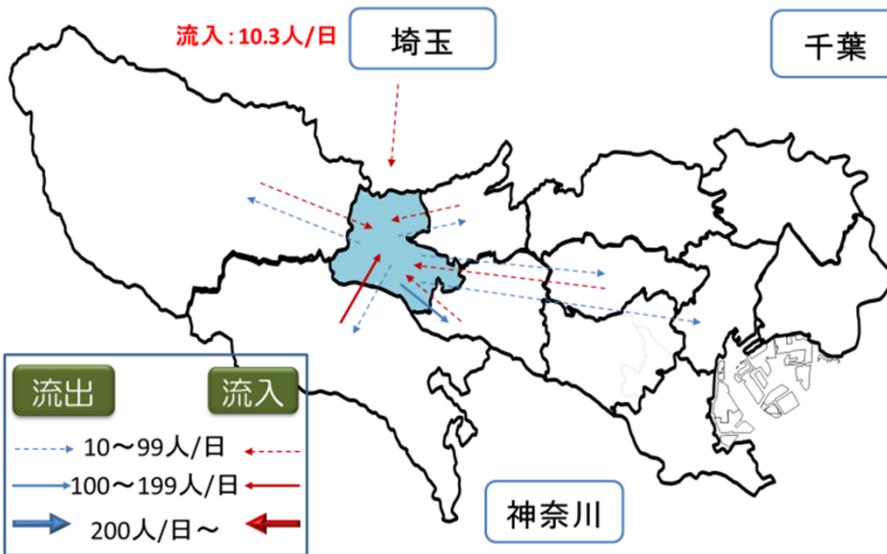 流入：10.3人/日
埼玉
千葉
流出
流入
10～99人/日
100～199人/日
200人/日～
神奈川